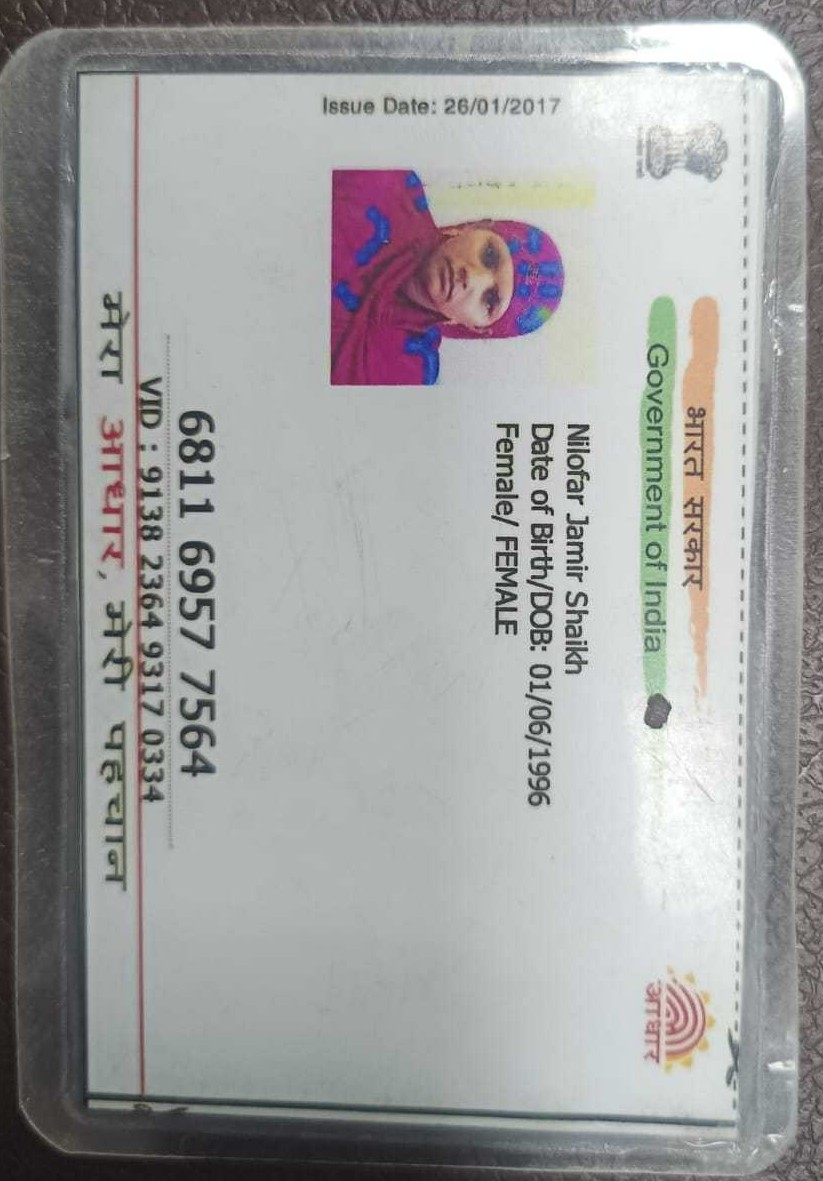 Issue Date: 26/01/2017
भारत सरकार
Government of India
आधार
Nilofar Jamir Shaikh
Date of Birth/DOB: 01/06/1996
Female/ FEMALE
6811 6957 7564
VID : 9138 2364 9317 0334
मेरा आधार, मेरी पहचान